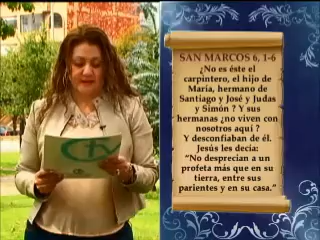 SAN MARCOS 6, 1-6
¿No es éste el
carpintero, el hijo de
María, hermano de
Santiago y José y Judas
y Simón ? Y sus
hermanas ¿no viven con
nosotros aquí ?
Y desconfiaban de él.
Jesús les decía:
“No desprecian a un
profeta más que en su
tierra, entre sus
parientes y en su casa.”